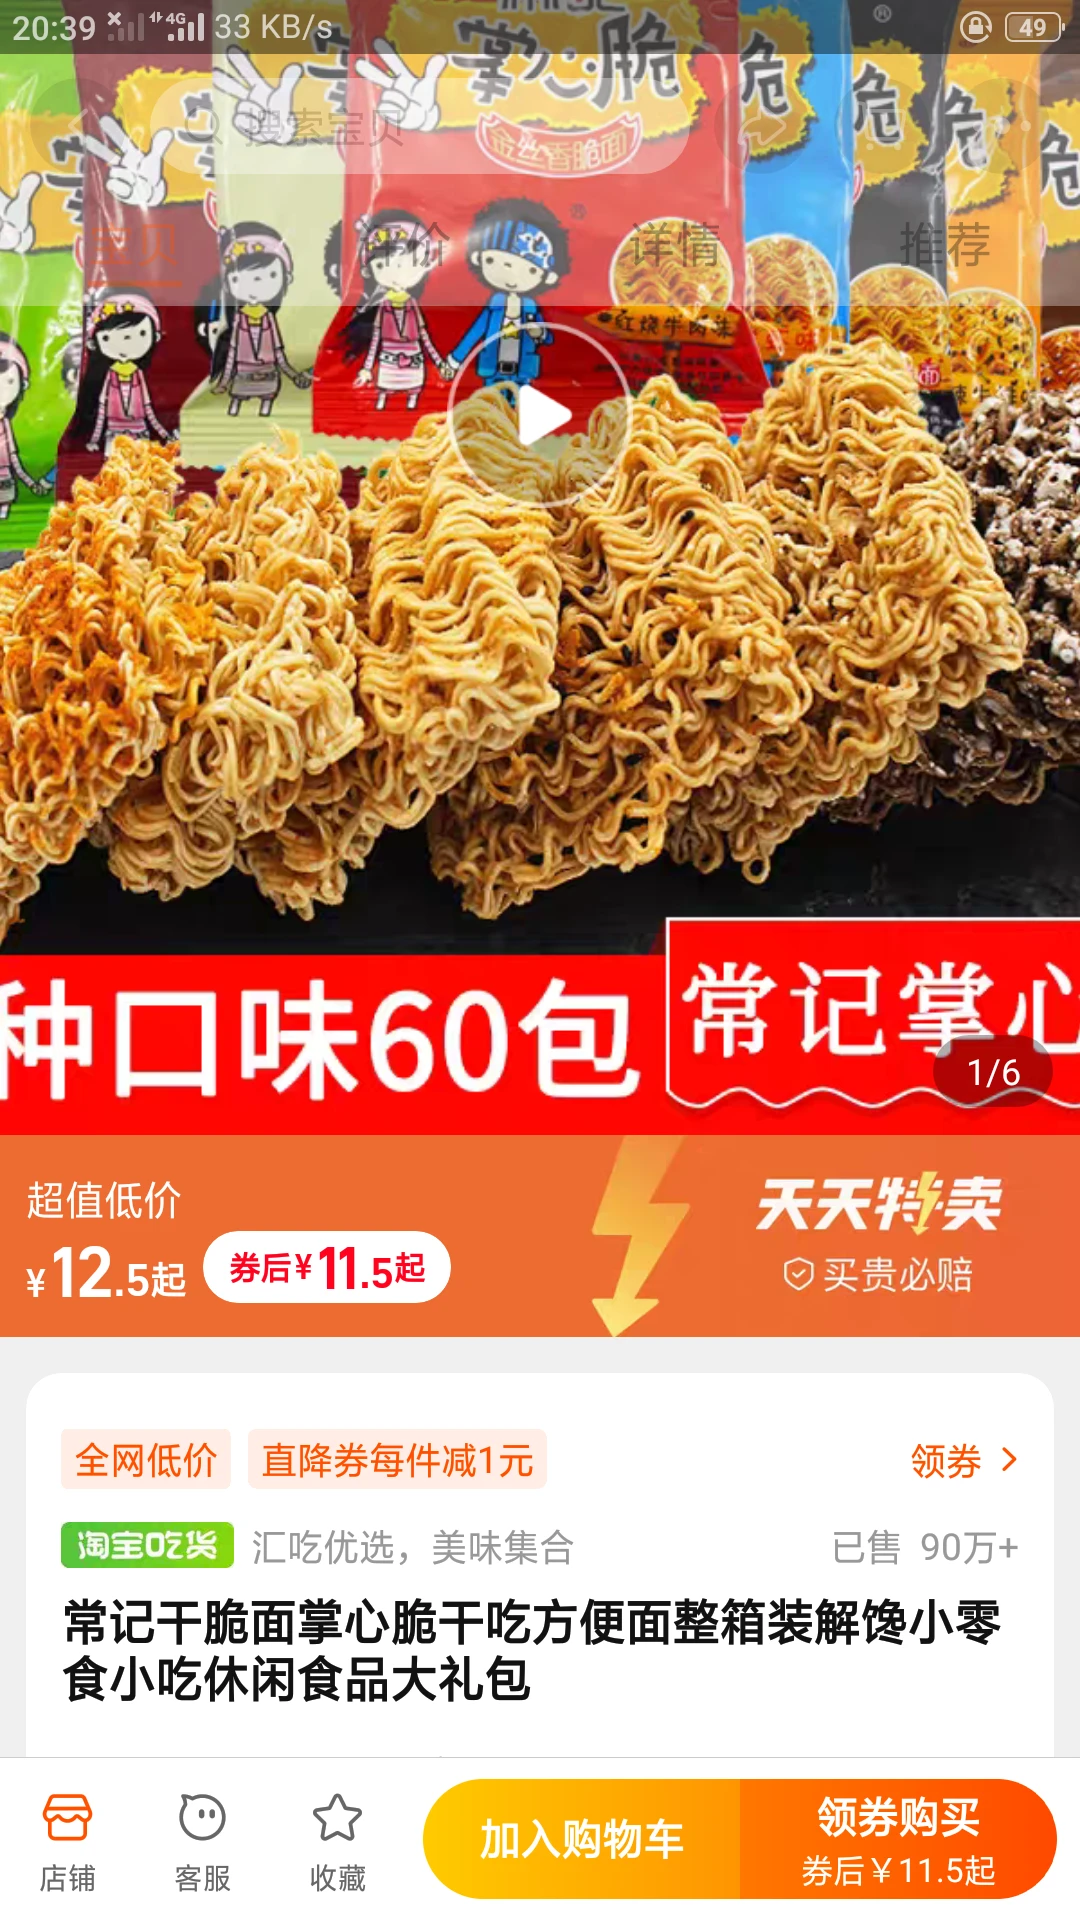 20:39 4G 33 KB/s 49
掌心脆
金丝香脆面
搜索宝贝
宝贝 评价 详情 推荐
红烧牛肉味
种口味60包
常记掌心
1/6
超值低价
¥12.5起 券后¥11.5起
天天特卖
买贵必赔
全网低价 直降券每件减1元 领券 >
淘宝吃货 汇吃优选，美味集合 已售 90万+
常记干脆面掌心脆干吃方便面整箱装解馋小零
食小吃休闲食品大礼包
店铺 客服 收藏
加入购物车
领券购买
券后¥11.5起